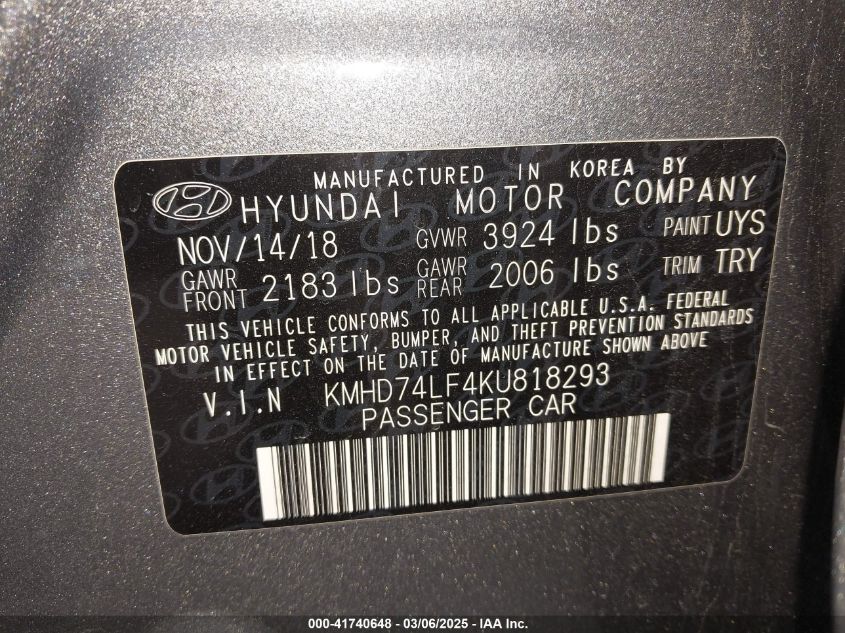 MANUFACTURED IN KOREA BY
HYUNDAI MOTOR COMPANY
NOV/14/18 GVWR 3924 lbs PAINT UYS
GAWR FRONT 2183 lbs GAWR REAR 2006 lbs TRIM TRY
THIS VEHICLE CONFORMS TO ALL APPLICABLE U.S.A. FEDERAL
MOTOR VEHICLE SAFETY, BUMPER, AND THEFT PREVENTION STANDARDS
IN EFFECT ON THE DATE OF MANUFACTURE SHOWN ABOVE
V.I.N KMHD74LF4KU818293
PASSENGER CAR
000-41740648 - 03/06/2025 - IAA Inc.